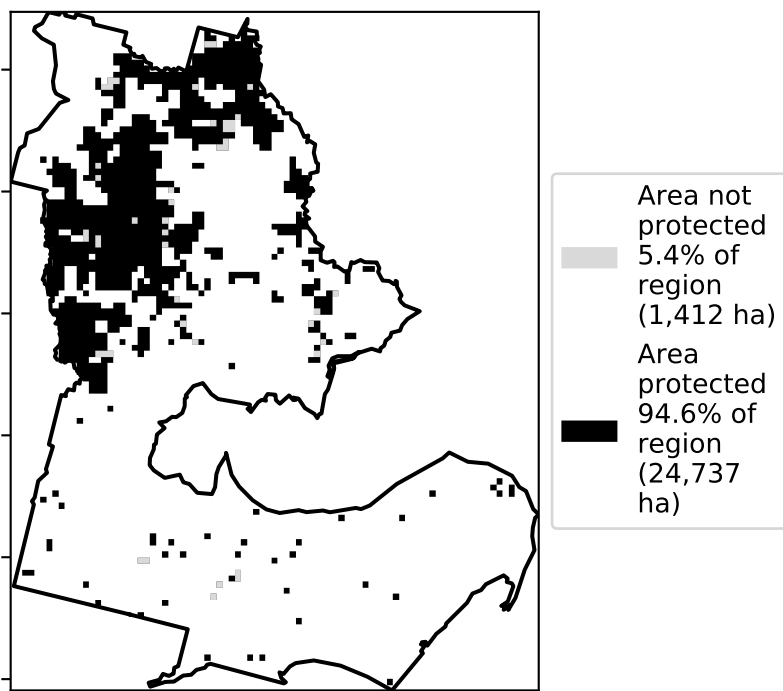 Area not
protected
5.4% of
region
(1,412 ha)
Area
protected
94.6% of
region
(24,737
ha)